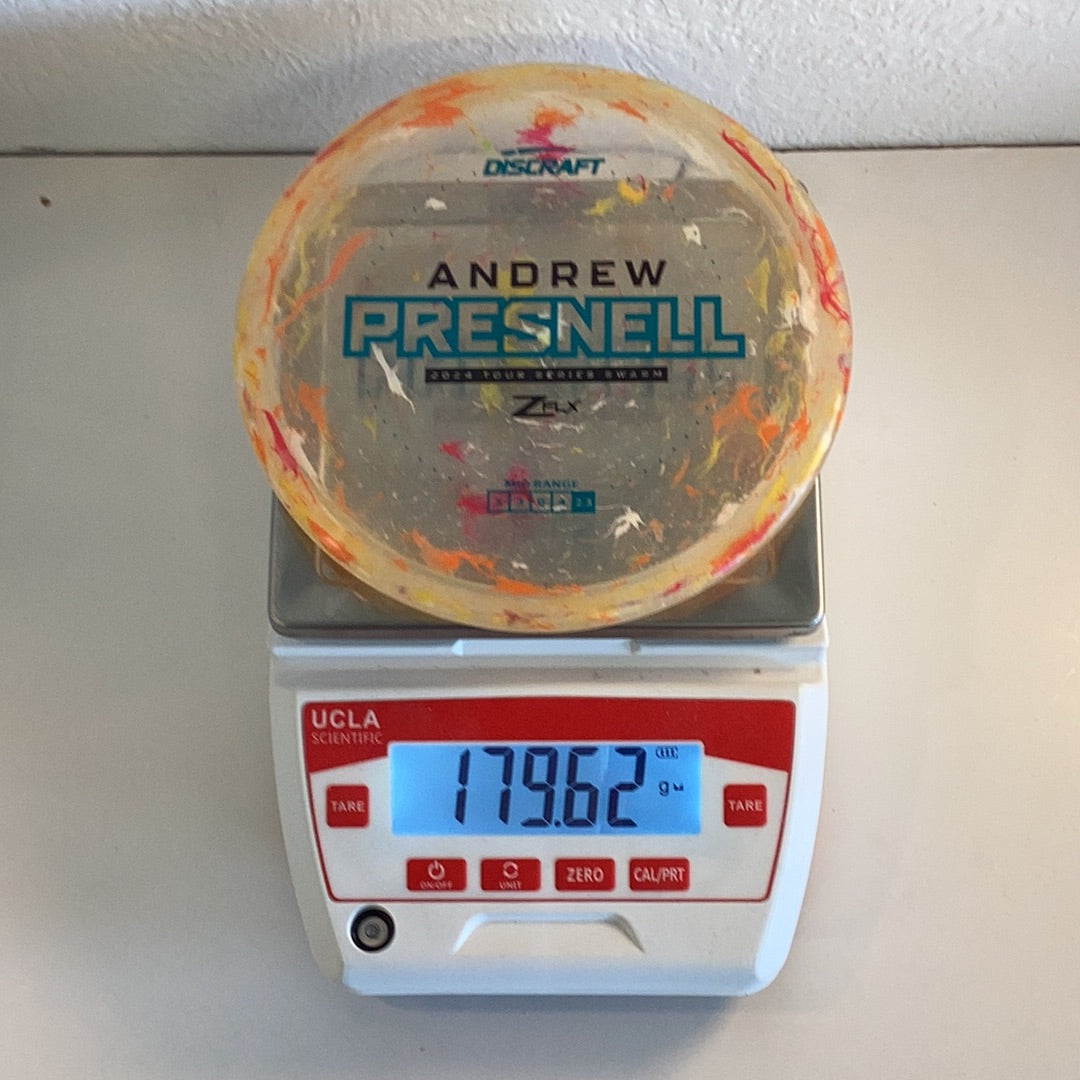 DISCRAFT
ANDREW
PRESNELL
2024 TOUR SERIES SWARM
Z FLX
MID RANGE
UCLA
SCIENTIFIC
179.62
g
TARE
TARE
ON/OFF
UNIT
ZERO
CAL/PRT